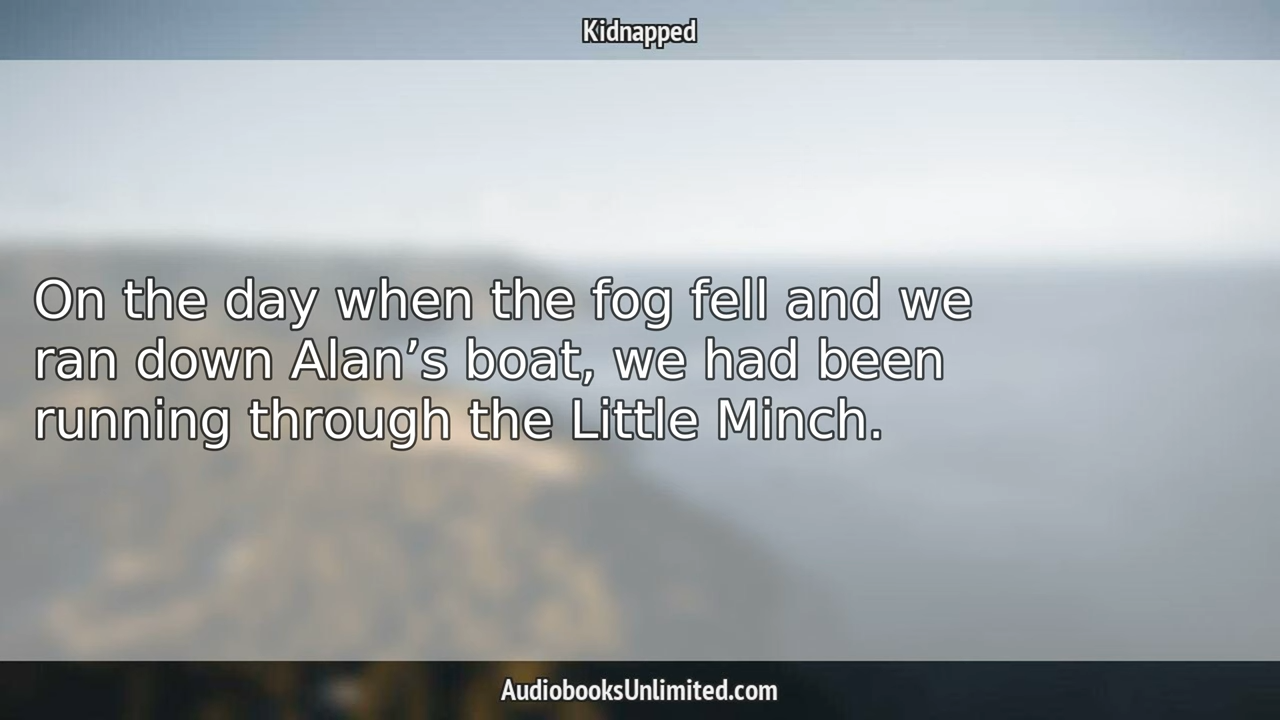 Kidnapped
On the day when the fog fell and we
ran down Alan’s boat, we had been
running through the Little Minch.
AudiobooksUnlimited.com